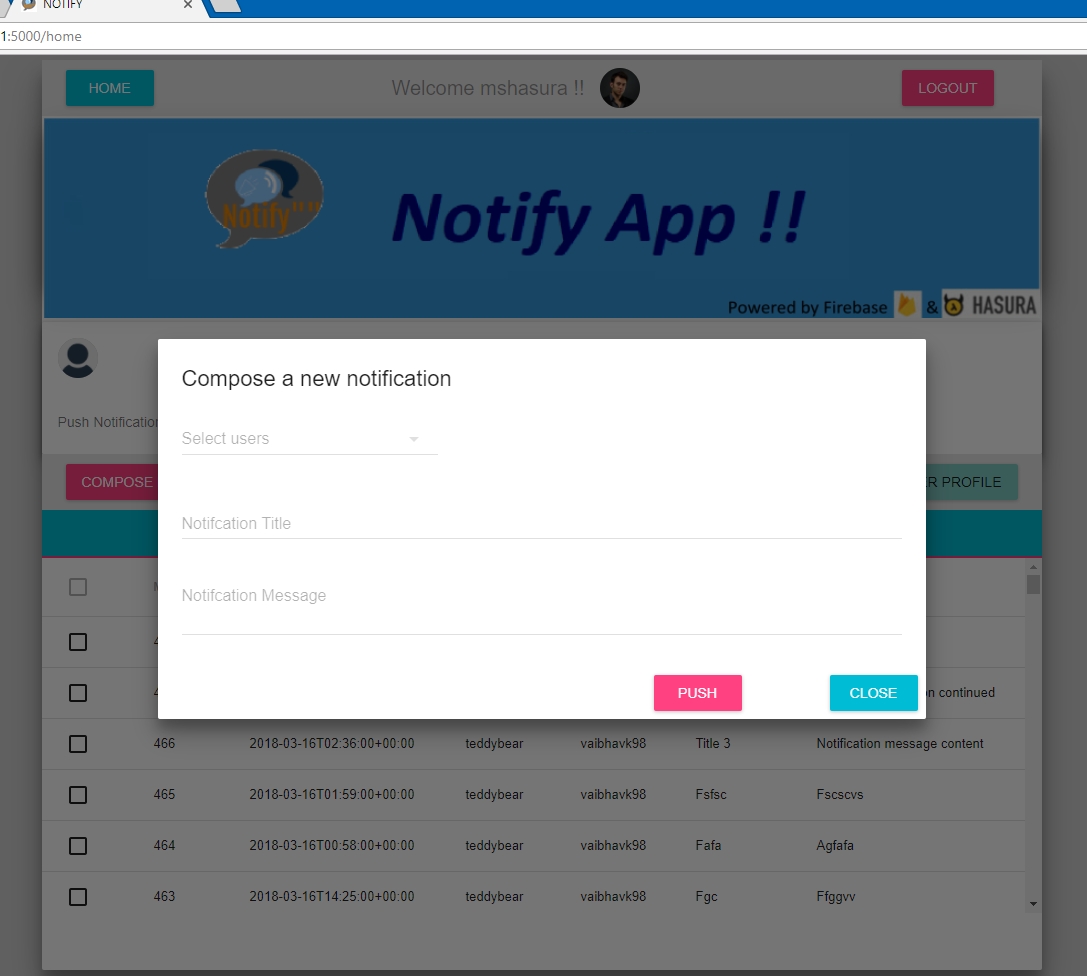 NOTIFY
1:5000/home
HOME
Welcome mshasura !!
LOGOUT
Notify""
Notify App !!
Powered by Firebase & HASURA
Compose a new notification
Push Notification
Select users
COMPOSE
R PROFILE
Notifcation Title
Notifcation Message
PUSH
CLOSE
n continued
466 2018-03-16T02:36:00+00:00 teddybear vaibhavk98 Title 3 Notification message content
465 2018-03-16T01:59:00+00:00 teddybear vaibhavk98 Fsfsc Fscscvs
464 2018-03-16T00:58:00+00:00 teddybear vaibhavk98 Fafa Agfafa
463 2018-03-16T14:25:00+00:00 teddybear vaibhavk98 Fgc Ffggvv